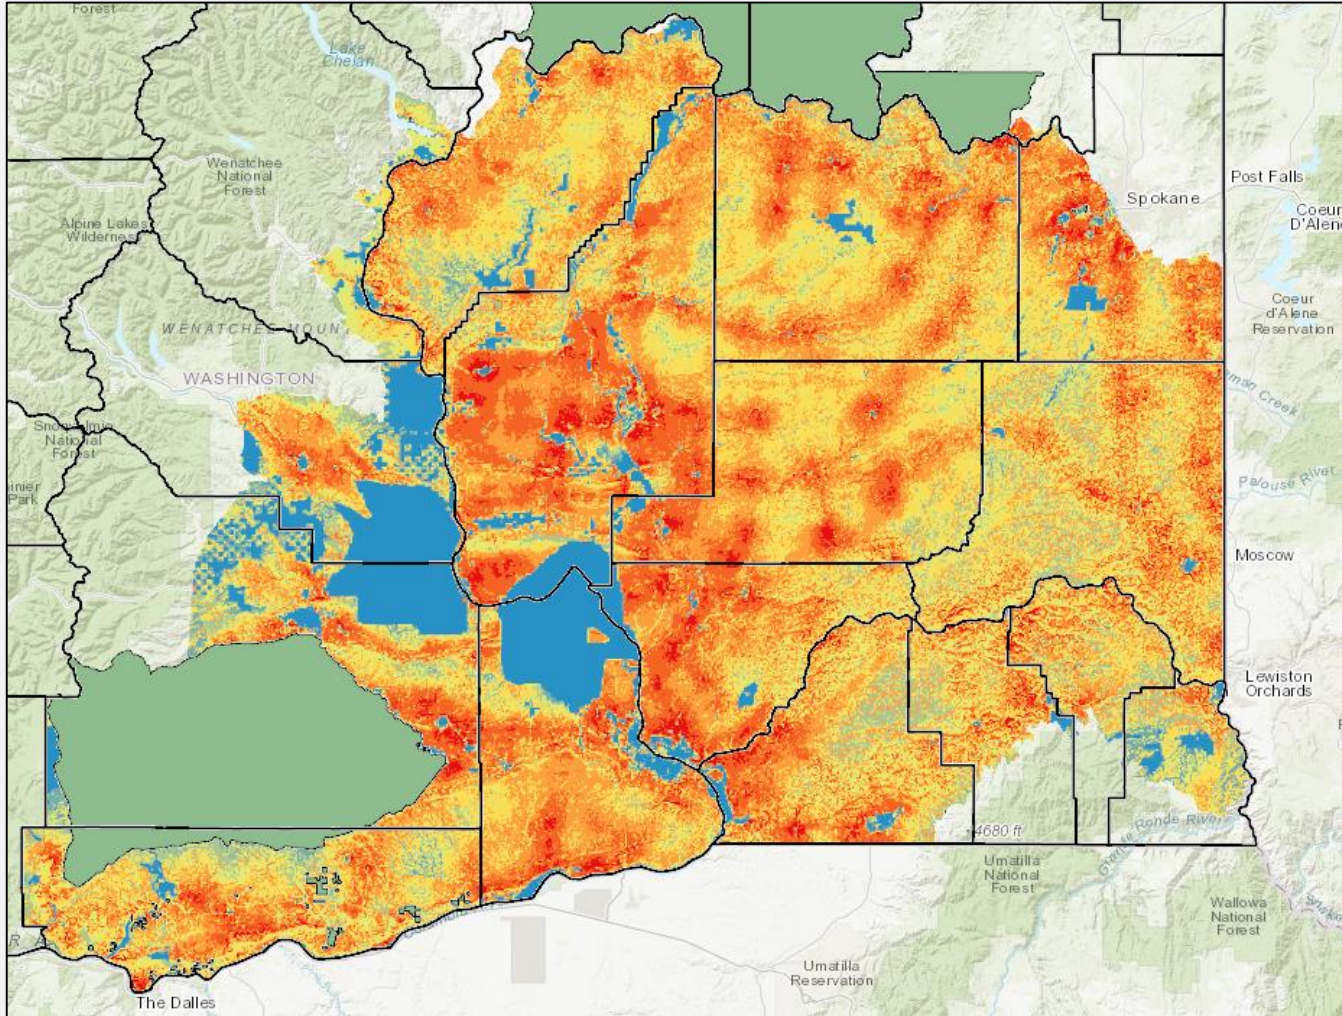 Forest
Lake
Chelan
Wenatchee
National
Forest
Post Falls
Spokane
Coeur
D'Alene
Alpine Lakes
Wilderness
Coeur
d'Alene
Reservation
WENATCHEE MOUN
WASHINGTON
National
Forest
Park
Creek
Palouse River
Moscow
Lewiston
Orchards
4680 ft
Grande Ronde River
Umatilla
National
Forest
Wallowa
National
Forest
Umatilla
Reservation
The Dalles